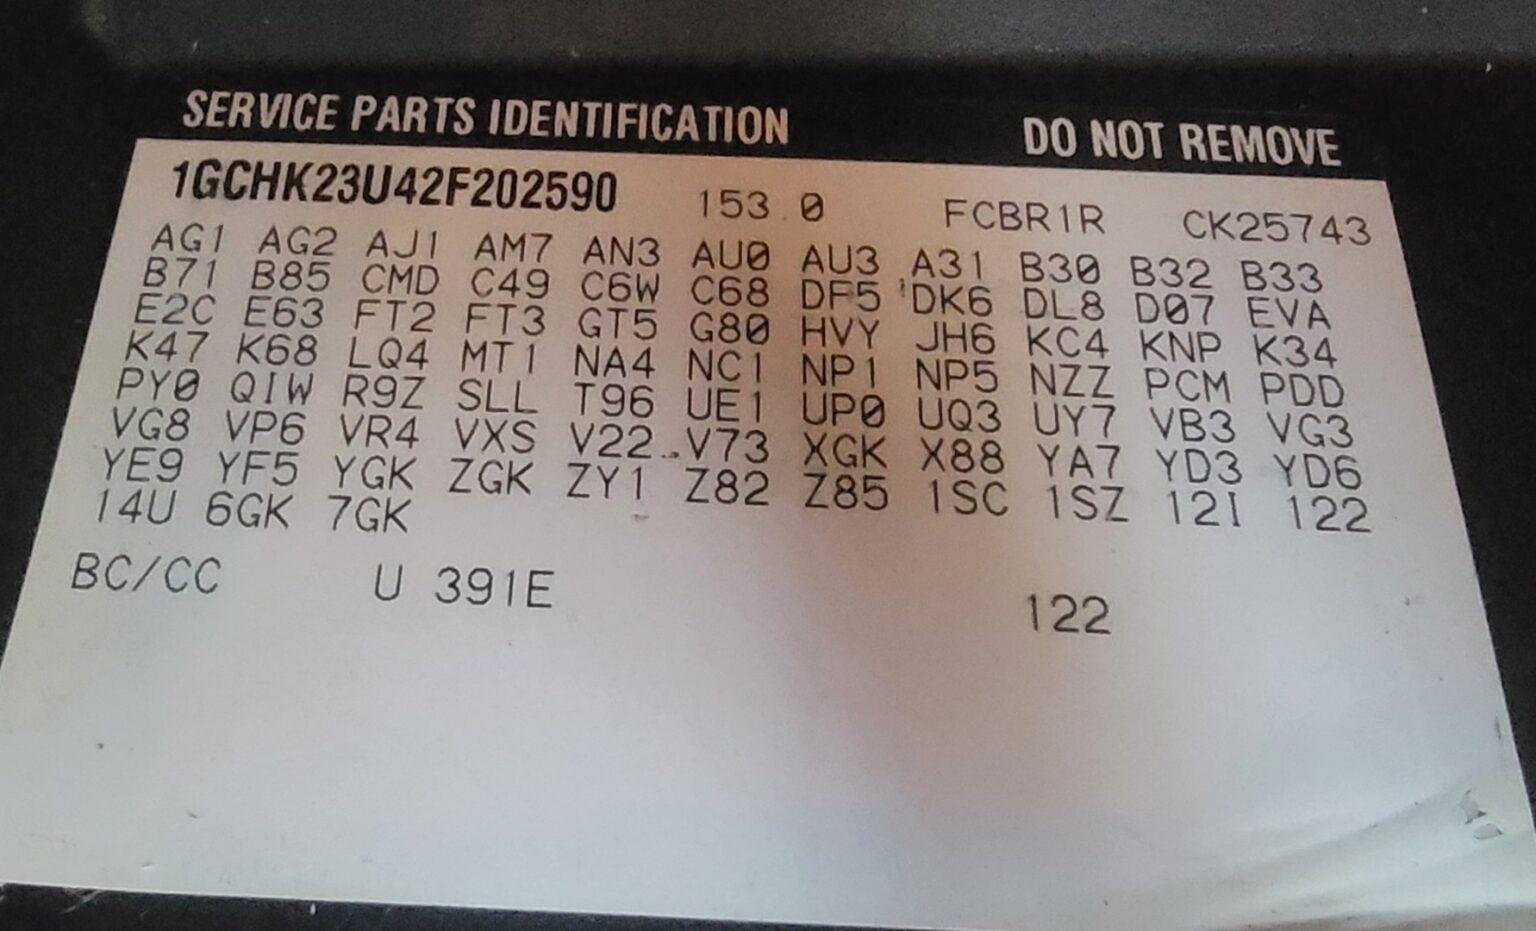 SERVICE PARTS IDENTIFICATION DO NOT REMOVE
1GCHK23U42F202590 153.0 FCBR1R CK25743
AG1 AG2 AJ1 AM7 AN3 AU0 AU3 A31 B30 B32 B33
B71 B85 CMD C49 C6W C68 DF5 DK6 DL8 D07 EVA
E2C E63 FT2 FT3 GT5 G80 HVY JH6 KC4 KNP K34
K47 K68 LQ4 MT1 NA4 NC1 NP1 NP5 NZZ PCM PDD
PY0 QIW R9Z SLL T96 UE1 UP0 UQ3 UY7 VB3 VG3
VG8 VP6 VR4 VXS V22 V73 XGK X88 YA7 YD3 YD6
YE9 YF5 YGK ZGK ZY1 Z82 Z85 1SC 1SZ 12I 122
14U 6GK 7GK
BC/CC U 391E 122